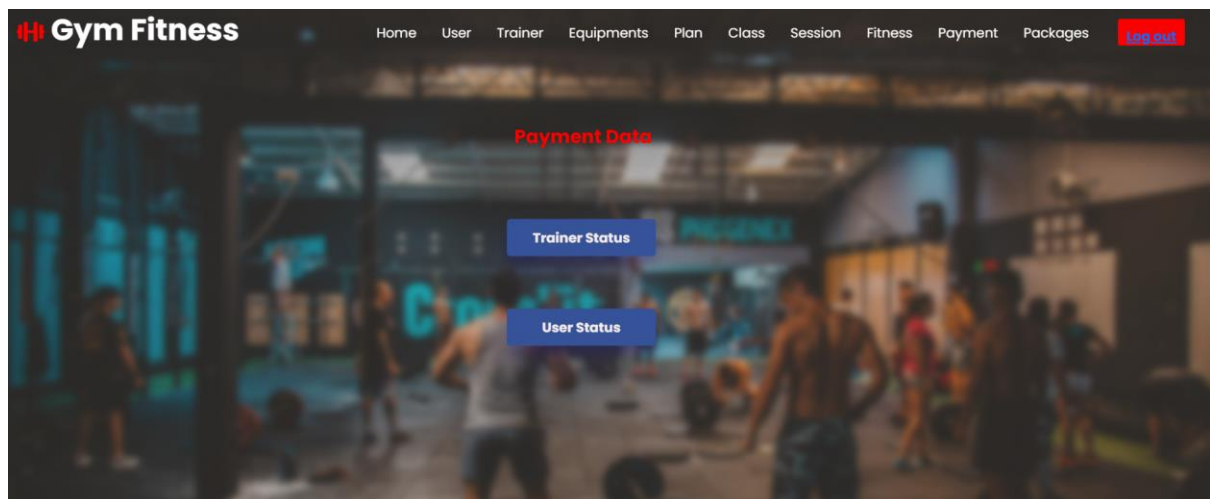 Gym Fitness
Home User Trainer Equipments Plan Class Session Fitness Payment Packages Log out
Payment Data
Trainer Status
User Status